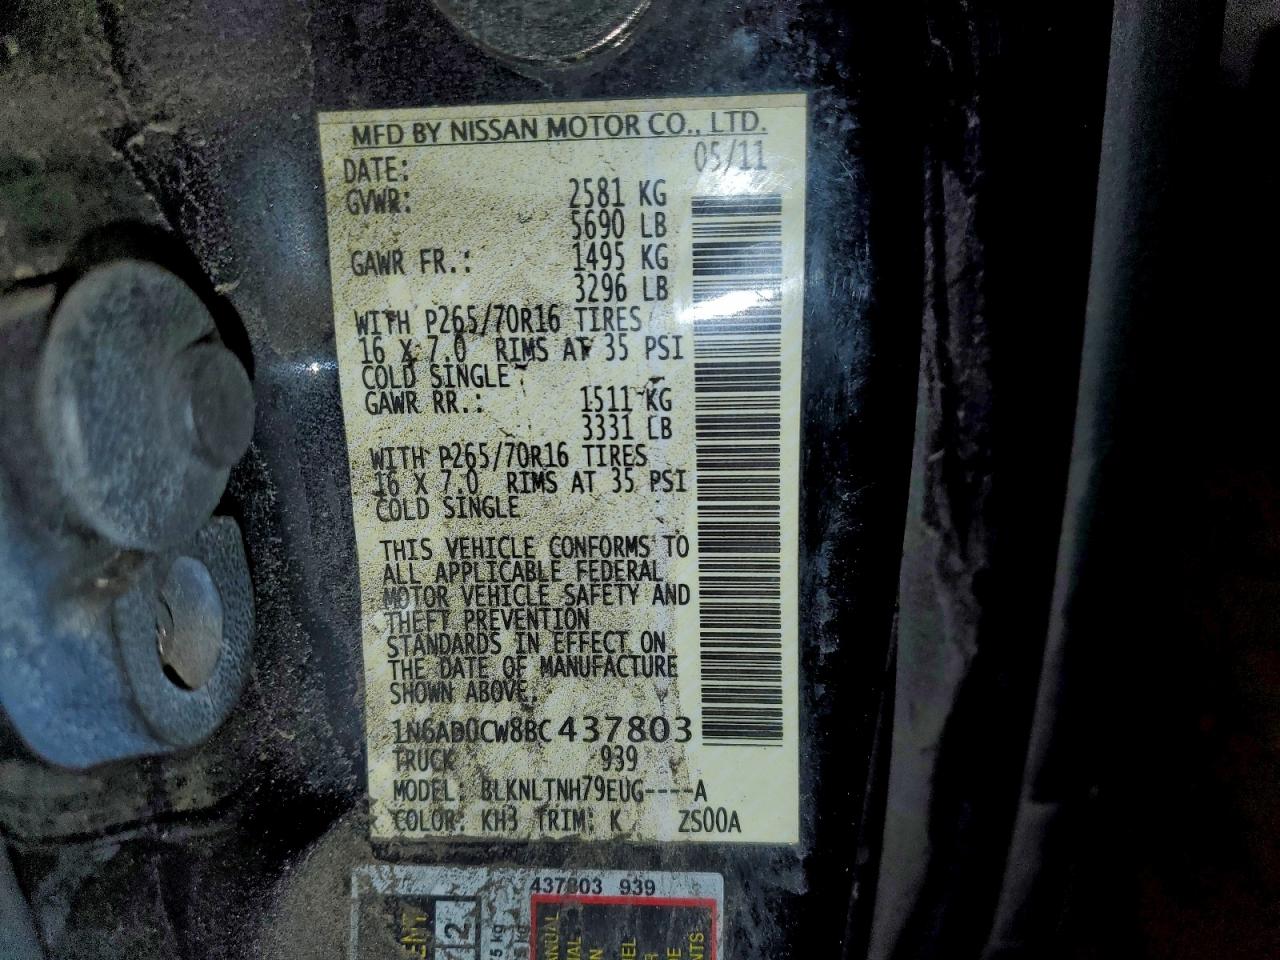 MFD BY NISSAN MOTOR CO., LTD.
DATE: 05/11
GVWR: 2581 KG
5690 LB
GAWR FR.: 1495 KG
3296 LB
WITH P265/70R16 TIRES
16 X 7.0 RIMS AT 35 PSI
COLD SINGLE
GAWR RR.: 1511 KG
3331 LB
WITH P265/70R16 TIRES
16 X 7.0 RIMS AT 35 PSI
COLD SINGLE
THIS VEHICLE CONFORMS TO
ALL APPLICABLE FEDERAL
MOTOR VEHICLE SAFETY AND
THEFT PREVENTION
STANDARDS IN EFFECT ON
THE DATE OF MANUFACTURE
SHOWN ABOVE.
1N6AD0CW8BC437803
TRUCK 939
MODEL: BLKNLTNH79EUG----A
COLOR: KH3 TRIM: K ZS00A
437803 939